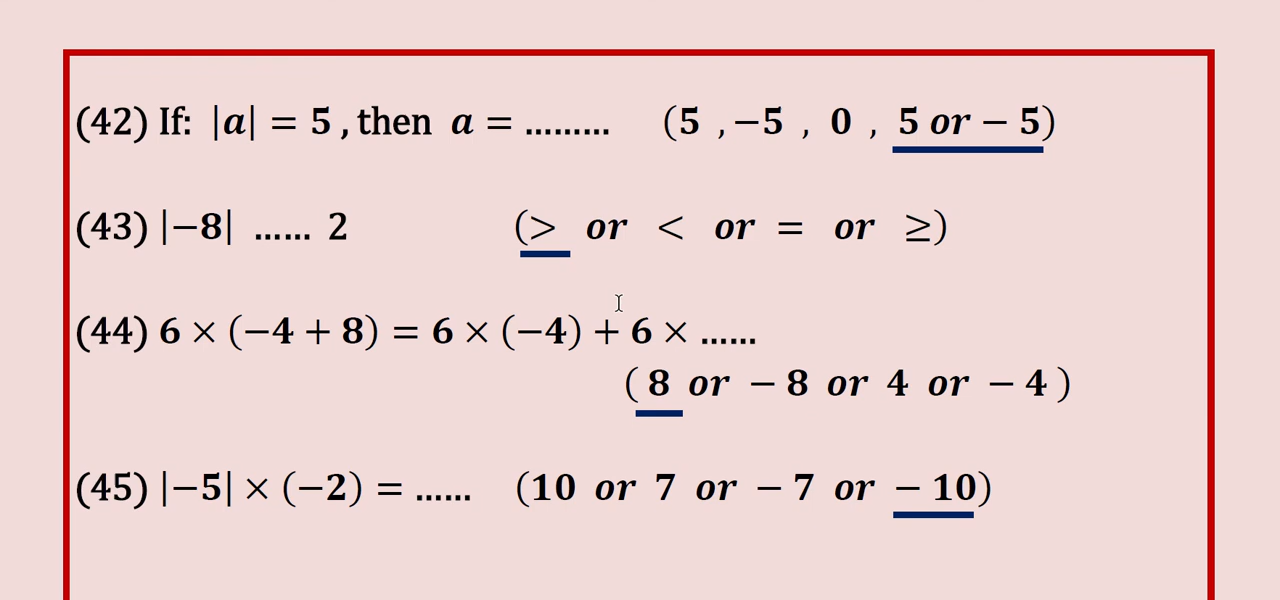 (42) If: |a| = 5 , then a = ......... (5 , −5 , 0 , 5 or − 5)
(43) |−8| ...... 2 (> or < or = or ≥)
(44) 6 × (−4 + 8) = 6 × (−4) + 6 × ......
( 8 or − 8 or 4 or − 4 )
(45) |−5| × (−2) = ...... (10 or 7 or − 7 or − 10)